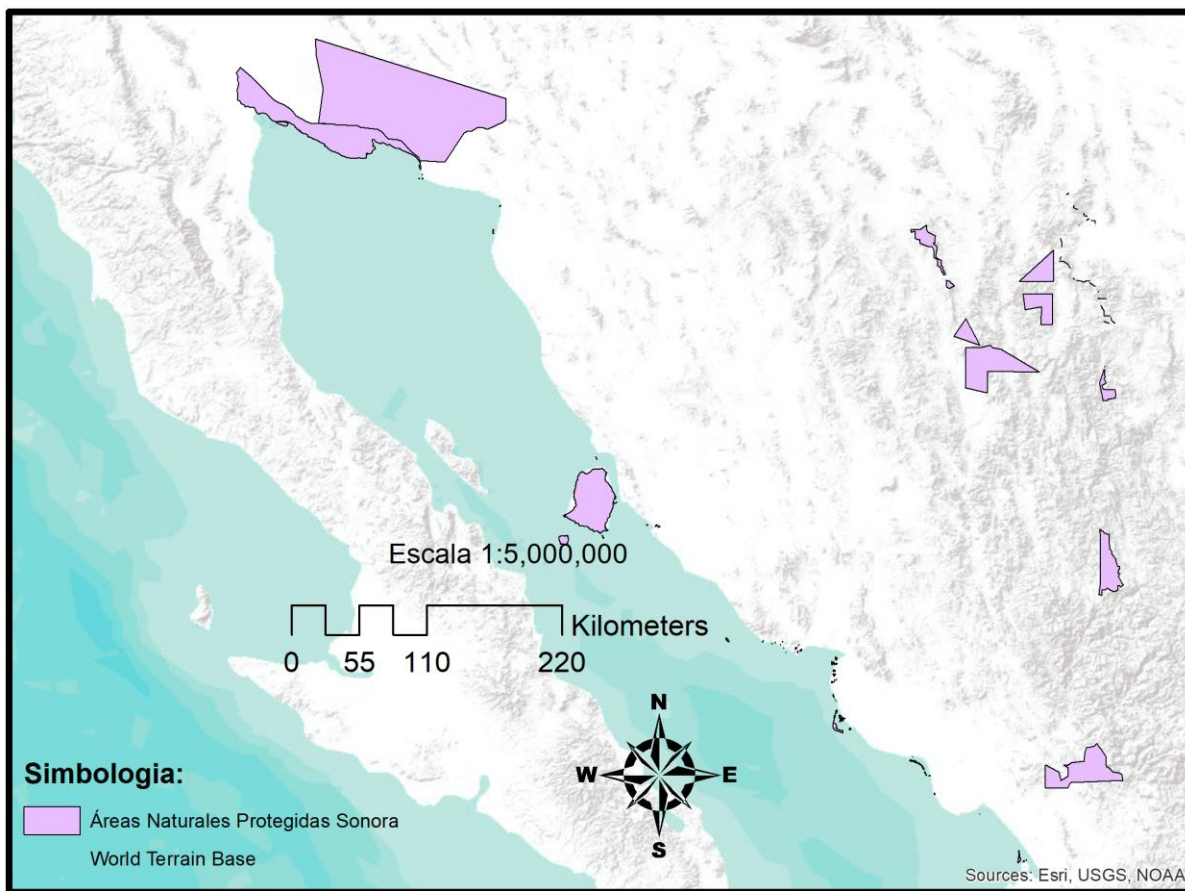 Escala 1:5,000,000
Kilometers
0 55 110 220
N
W E
S
Simbologia:
Áreas Naturales Protegidas Sonora
World Terrain Base
Sources: Esri, USGS, NOAA